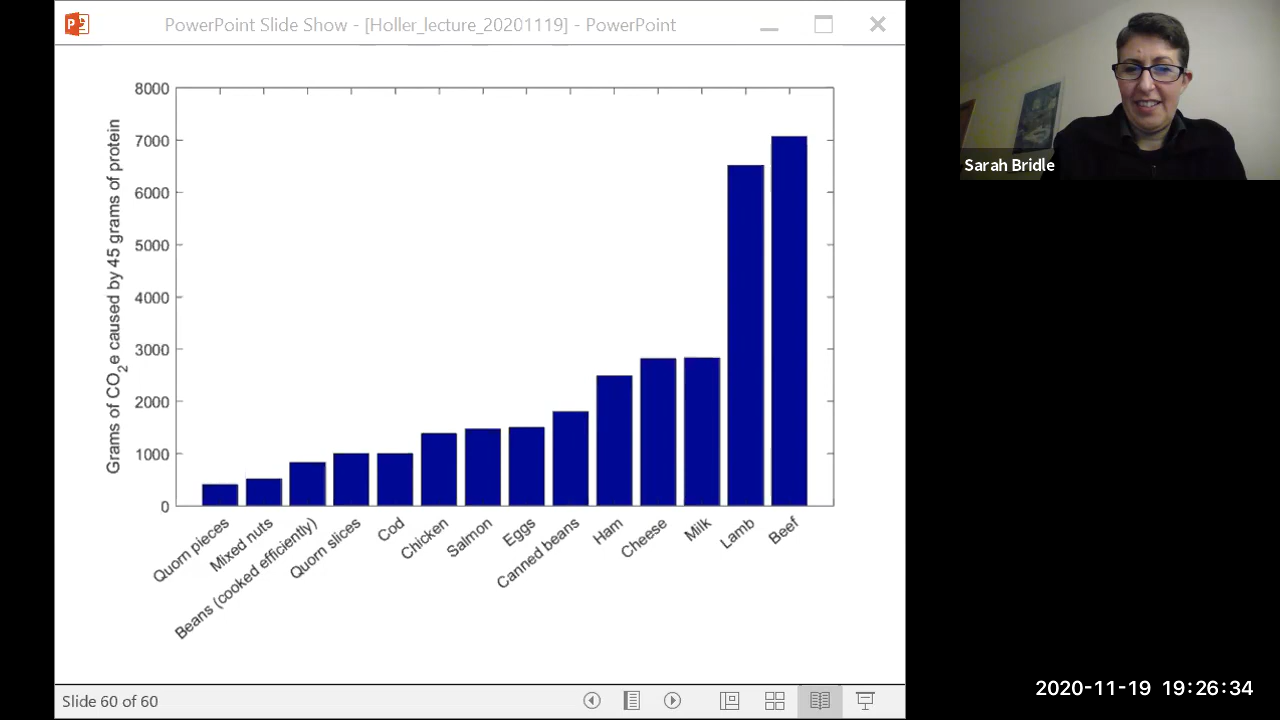 PowerPoint Slide Show - [Holler_lecture_20201119] - PowerPoint
Sarah Bridle
8000
7000
6000
5000
4000
3000
2000
1000
0
Grams of CO2e caused by 45 grams of protein
Quorn pieces
Mixed nuts
Beans (cooked efficiently)
Quorn slices
Cod
Chicken
Salmon
Eggs
Canned beans
Ham
Cheese
Milk
Lamb
Beef
Slide 60 of 60
2020-11-19 19:26:34